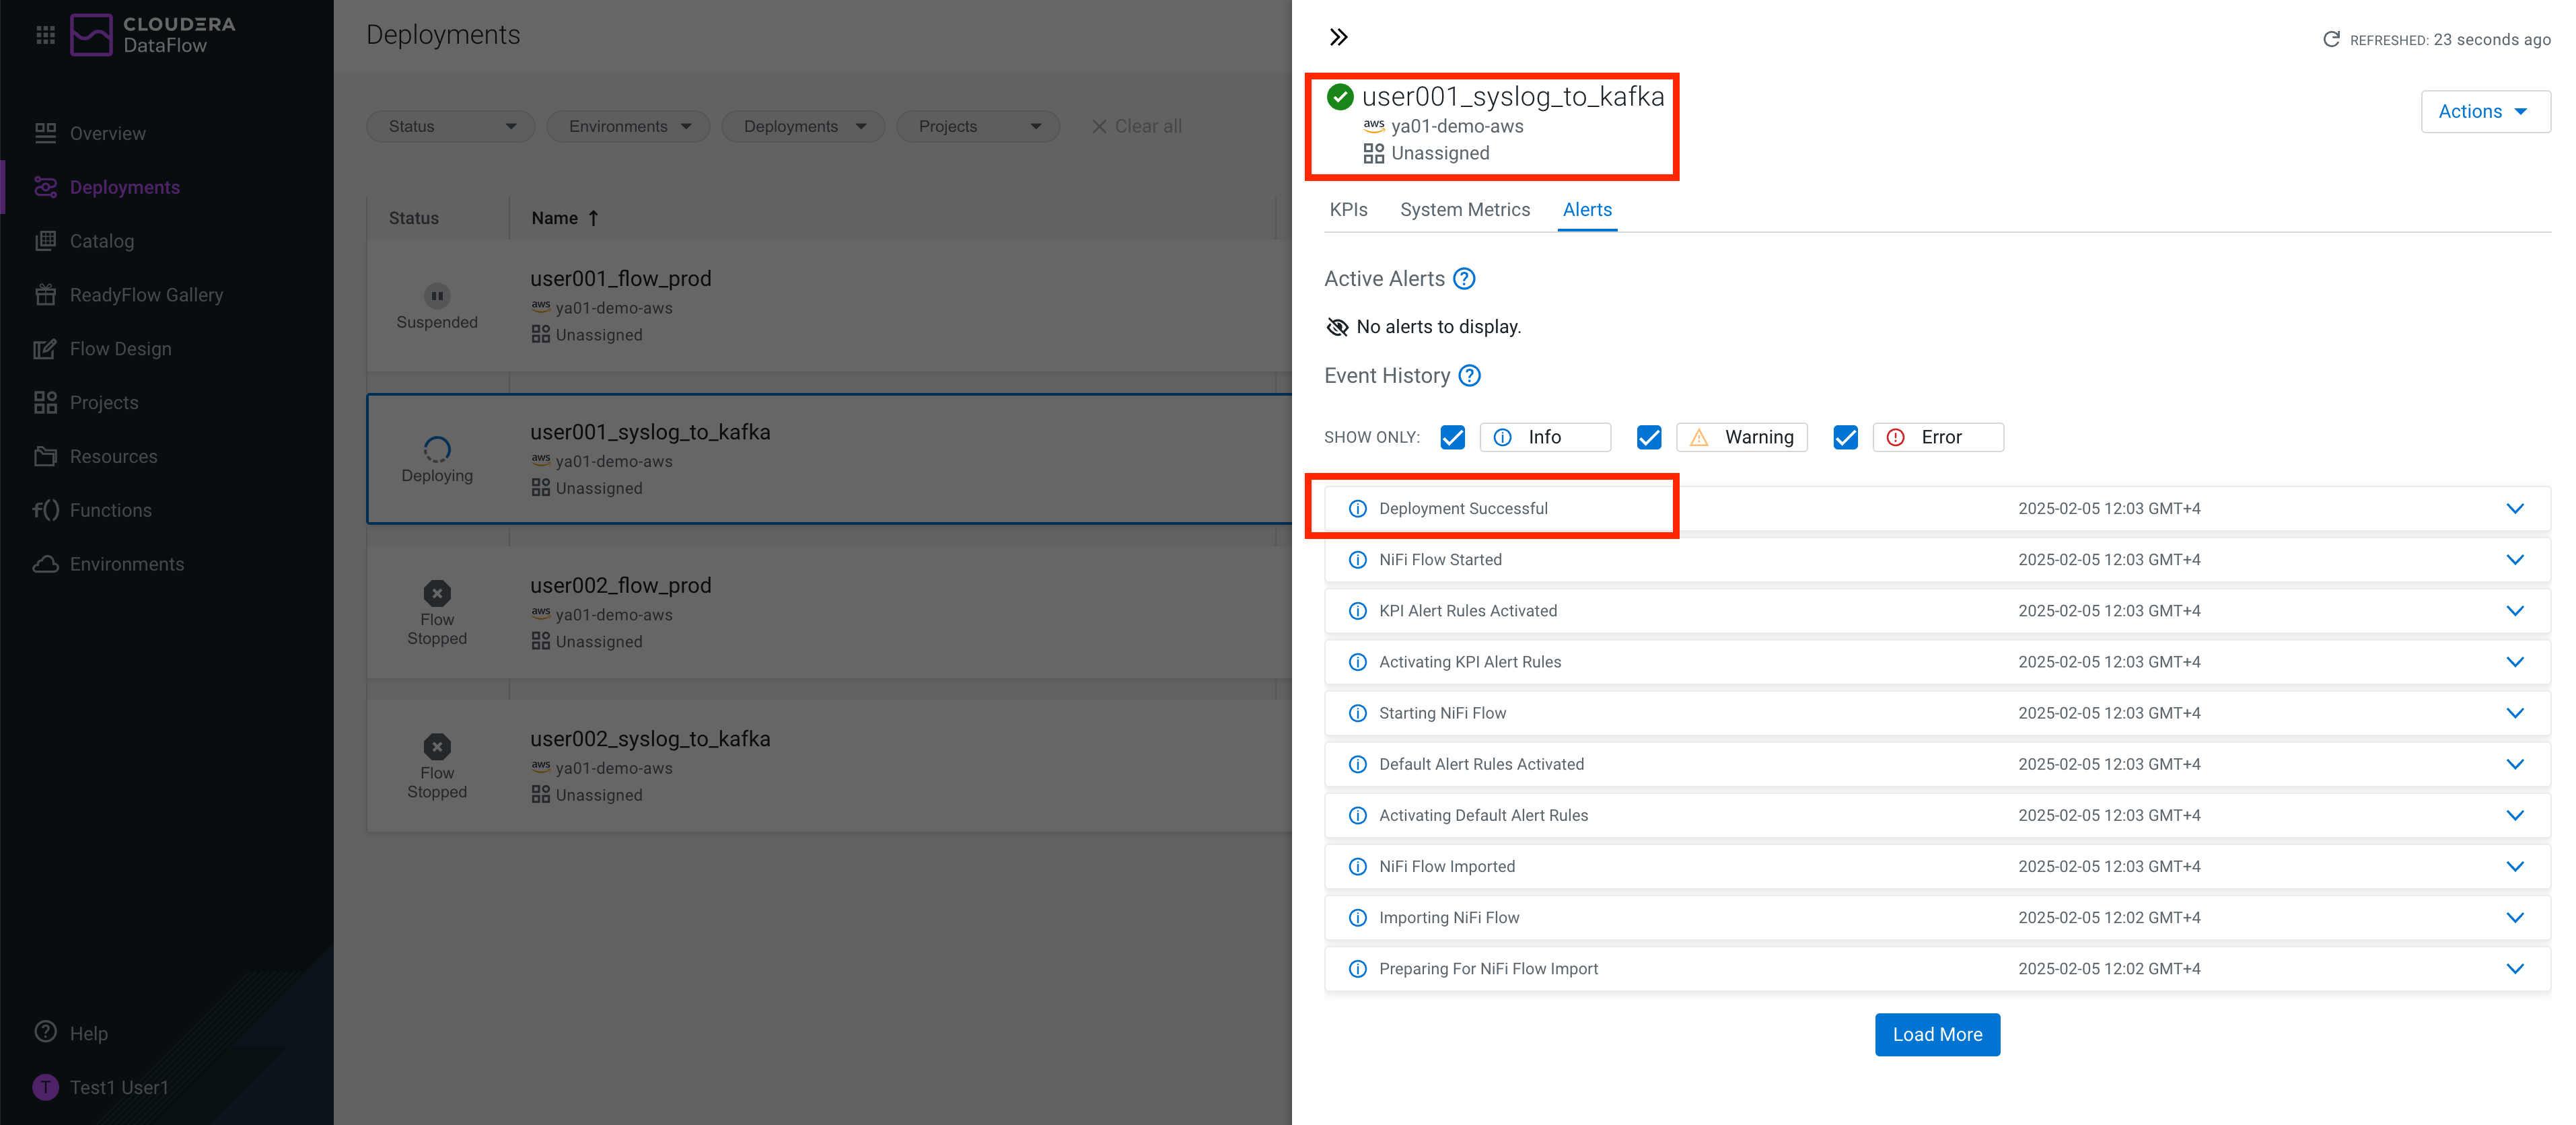 CLOUDERA
DataFlow
Overview
Deployments
Catalog
ReadyFlow Gallery
Flow Design
Projects
Resources
f() Functions
Environments
Help
T Test1 User1
Deployments
Status
Environments
Deployments
Projects
Clear all
Status
Name ↑
Suspended
user001_flow_prod
aws ya01-demo-aws
Unassigned
Deploying
user001_syslog_to_kafka
aws ya01-demo-aws
Unassigned
Flow
Stopped
user002_flow_prod
aws ya01-demo-aws
Unassigned
Flow
Stopped
user002_syslog_to_kafka
aws ya01-demo-aws
Unassigned
REFRESHED: 23 seconds ago
user001_syslog_to_kafka
aws ya01-demo-aws
Unassigned
Actions
KPIs System Metrics Alerts
Active Alerts ?
No alerts to display.
Event History ?
SHOW ONLY: Info Warning Error
Deployment Successful 2025-02-05 12:03 GMT+4
NiFi Flow Started 2025-02-05 12:03 GMT+4
KPI Alert Rules Activated 2025-02-05 12:03 GMT+4
Activating KPI Alert Rules 2025-02-05 12:03 GMT+4
Starting NiFi Flow 2025-02-05 12:03 GMT+4
Default Alert Rules Activated 2025-02-05 12:03 GMT+4
Activating Default Alert Rules 2025-02-05 12:03 GMT+4
NiFi Flow Imported 2025-02-05 12:03 GMT+4
Importing NiFi Flow 2025-02-05 12:02 GMT+4
Preparing For NiFi Flow Import 2025-02-05 12:02 GMT+4
Load More